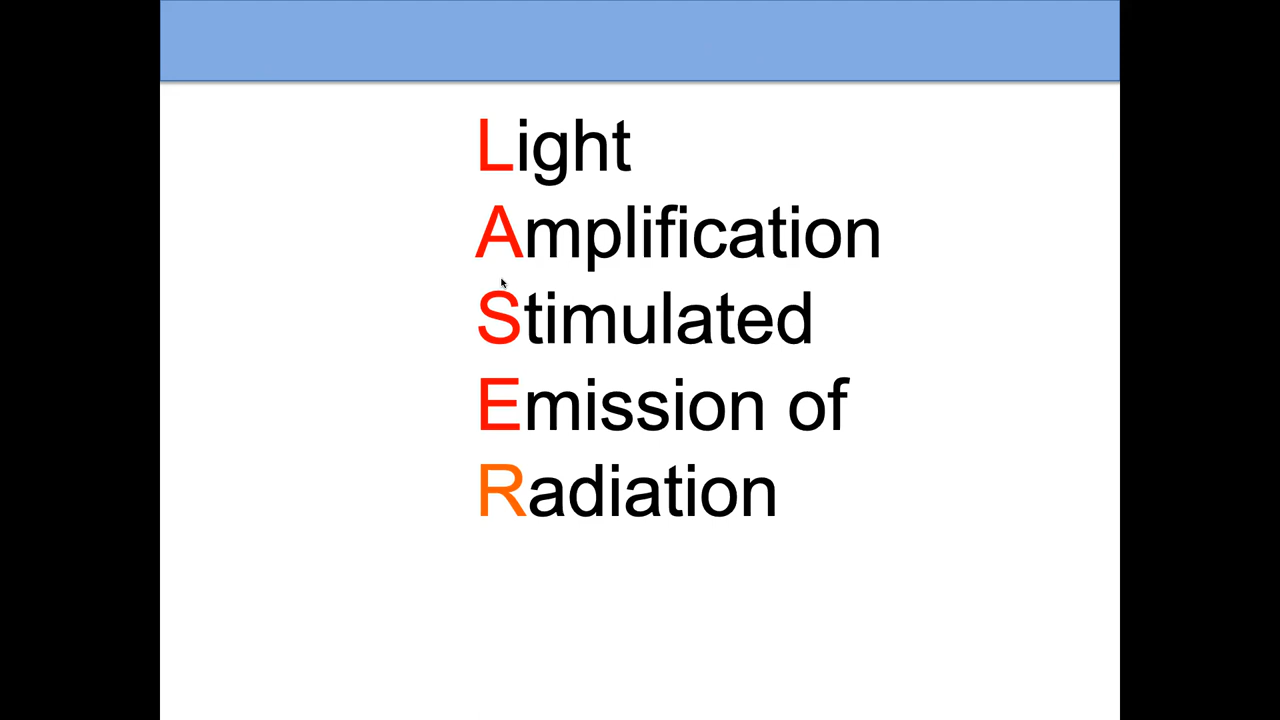 Light
Amplification
Stimulated
Emission of
Radiation